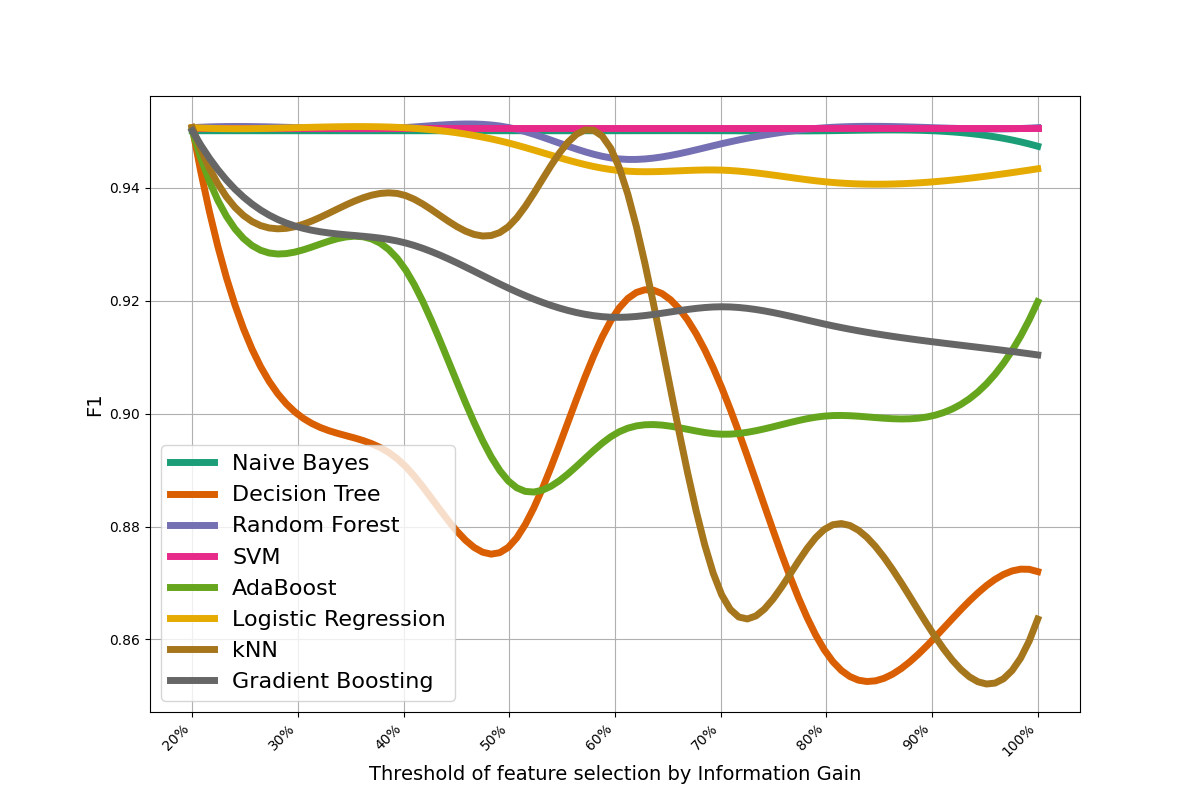 F1
0.94
0.92
0.90
0.88
0.86
Naive Bayes
Decision Tree
Random Forest
SVM
AdaBoost
Logistic Regression
kNN
Gradient Boosting
20%
30%
40%
50%
60%
70%
80%
90%
100%
Threshold of feature selection by Information Gain